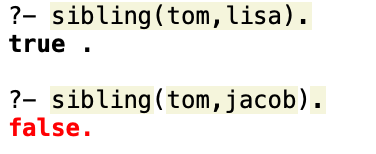 ?- sibling(tom,lisa).
true .
?- sibling(tom,jacob).
false.